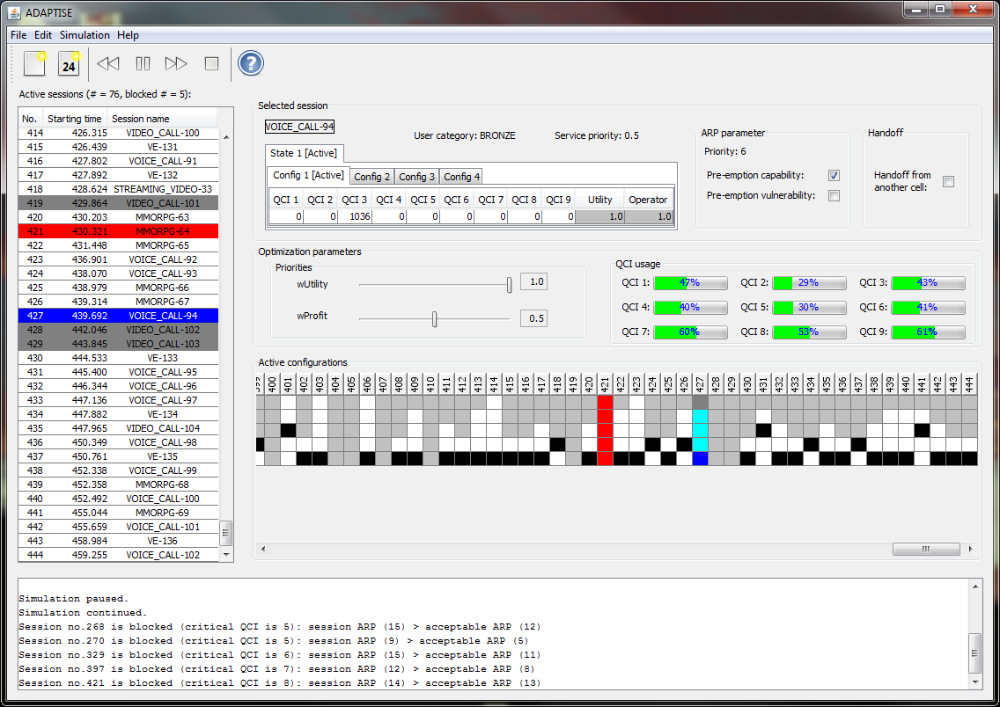 ADAPTISE
File Edit Simulation Help
24 ?
Active sessions (# = 76, blocked # = 5):
No. Starting time Session name
414 426.315 VIDEO_CALL-100
415 426.439 VE-131
416 427.802 VOICE_CALL-91
417 427.892 VE-132
418 428.624 STREAMING_VIDEO-33
419 429.864 VIDEO_CALL-101
420 430.203 MMORPG-63
421 430.321 MMORPG-64
422 431.448 MMORPG-65
423 436.901 VOICE_CALL-92
424 438.070 VOICE_CALL-93
425 438.979 MMORPG-66
426 439.314 MMORPG-67
427 439.692 VOICE_CALL-94
428 442.046 VIDEO_CALL-102
429 443.845 VIDEO_CALL-103
430 444.533 VE-133
431 445.400 VOICE_CALL-95
432 446.344 VOICE_CALL-96
433 447.136 VOICE_CALL-97
434 447.882 VE-134
435 447.965 VIDEO_CALL-104
436 450.349 VOICE_CALL-98
437 450.761 VE-135
438 452.338 VOICE_CALL-99
439 452.358 MMORPG-68
440 452.492 VOICE_CALL-100
441 455.044 MMORPG-69
442 455.659 VOICE_CALL-101
443 458.984 VE-136
444 459.255 VOICE_CALL-102
Selected session
VOICE_CALL-94
User category: BRONZE Service priority: 0.5
State 1 [Active]
Config 1 [Active] Config 2 Config 3 Config 4
QCI 1 QCI 2 QCI 3 QCI 4 QCI 5 QCI 6 QCI 7 QCI 8 QCI 9 Utility Operator
0 0 1036 0 0 0 0 0 0 1.0 1.0
ARP parameter
Priority: 6
Pre-emption capability:
Pre-emption vulnerability:
Handoff
Handoff from
another cell:
Optimization parameters
Priorities
wUtility 1.0
wProfit 0.5
QCI usage
QCI 1: 47% QCI 2: 29% QCI 3: 43%
QCI 4: 40% QCI 5: 30% QCI 6: 41%
QCI 7: 60% QCI 8: 53% QCI 9: 61%
Active configurations
400 401 402 403 404 405 406 407 408 409 410 411 412 413 414 415 416 417 418 419 420 421 422 423 424 425 426 427 428 429 430 431 432 433 434 435 436 437 438 439 440 441 442 443 444
Simulation paused.
Simulation continued.
Session no.268 is blocked (critical QCI is 5): session ARP (15) > acceptable ARP (12)
Session no.270 is blocked (critical QCI is 5): session ARP (9) > acceptable ARP (5)
Session no.329 is blocked (critical QCI is 6): session ARP (15) > acceptable ARP (11)
Session no.397 is blocked (critical QCI is 7): session ARP (12) > acceptable ARP (8)
Session no.421 is blocked (critical QCI is 8): session ARP (14) > acceptable ARP (13)